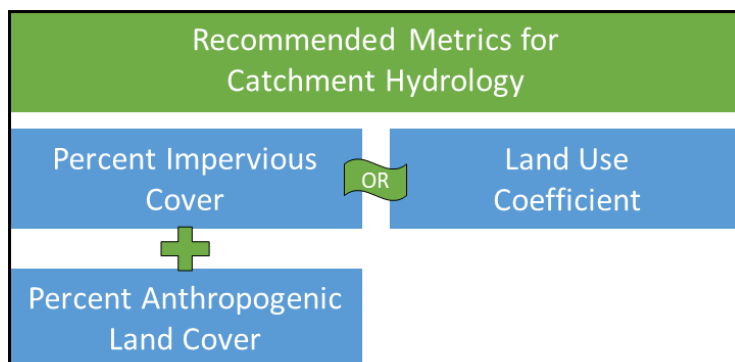 Recommended Metrics for
Catchment Hydrology
Percent Impervious
Cover
OR
Land Use
Coefficient
Percent Anthropogenic
Land Cover